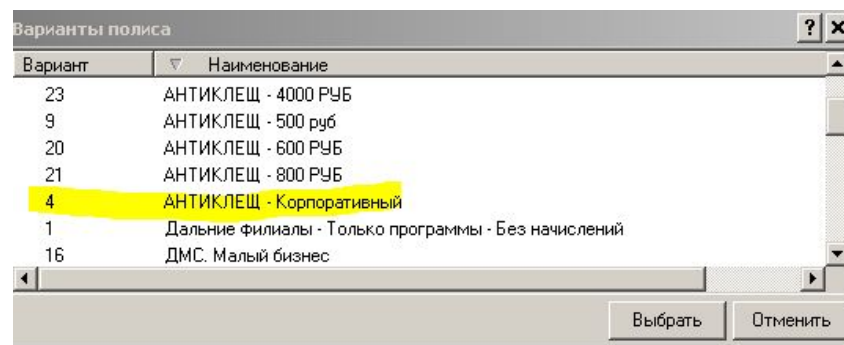 Варианты полиса
Вариант Наименование
23 АНТИКЛЕЩ - 4000 РУБ
9 АНТИКЛЕЩ - 500 руб
20 АНТИКЛЕЩ - 600 РУБ
21 АНТИКЛЕЩ - 800 РУБ
4 АНТИКЛЕЩ - Корпоративный
1 Дальние филиалы - Только программы - Без начислений
16 ДМС. Малый бизнес
Выбрать Отменить